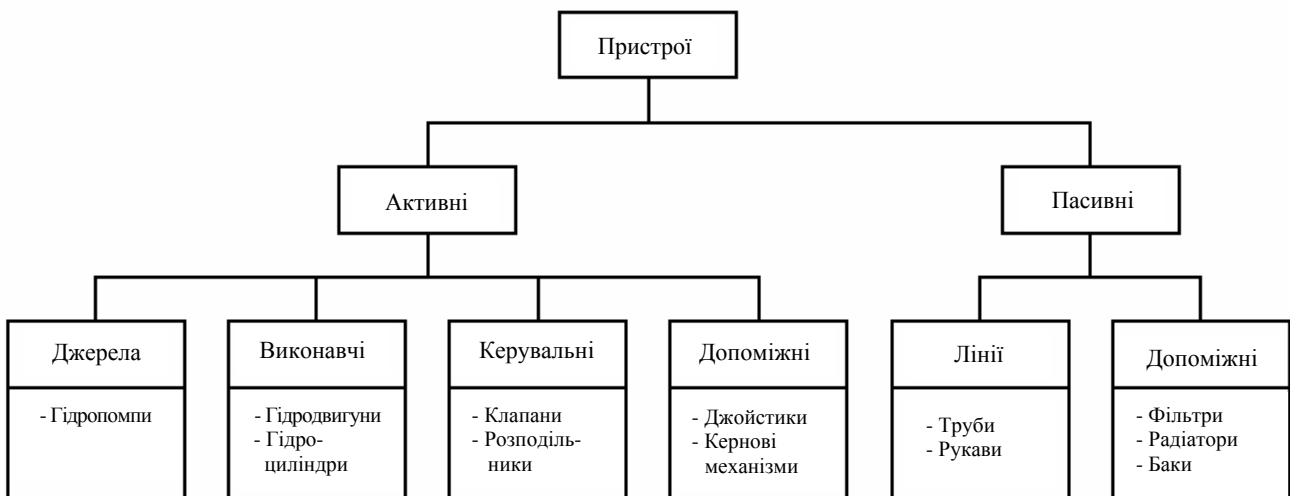 Пристрої
Активні
Пасивні
Джерела
- Гідропомпи
Виконавчі
- Гідродвигуни
- Гідро-
циліндри
Керувальні
- Клапани
- Розподіль-
ники
Допоміжні
- Джойстики
- Кернові
механізми
Лінії
- Труби
- Рукави
Допоміжні
- Фільтри
- Радіатори
- Баки